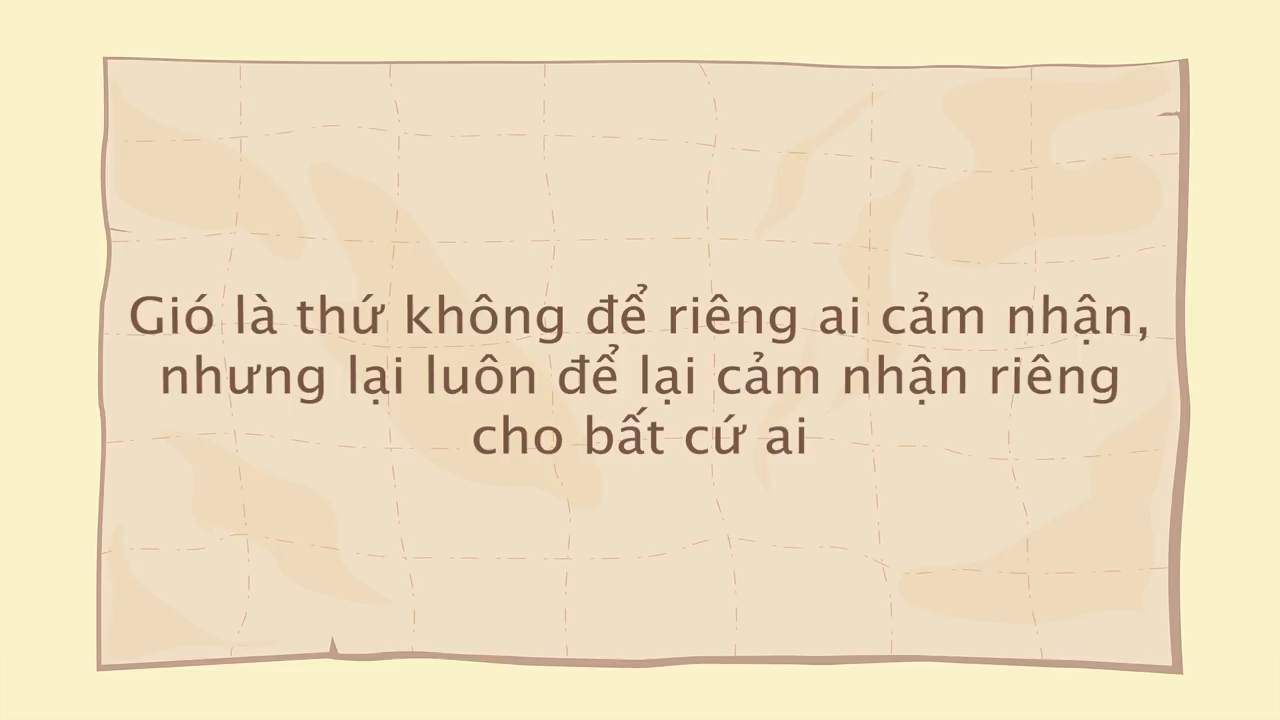 Gió là thứ không để riêng ai cảm nhận,
nhưng lại luôn để lại cảm nhận riêng
cho bất cứ ai